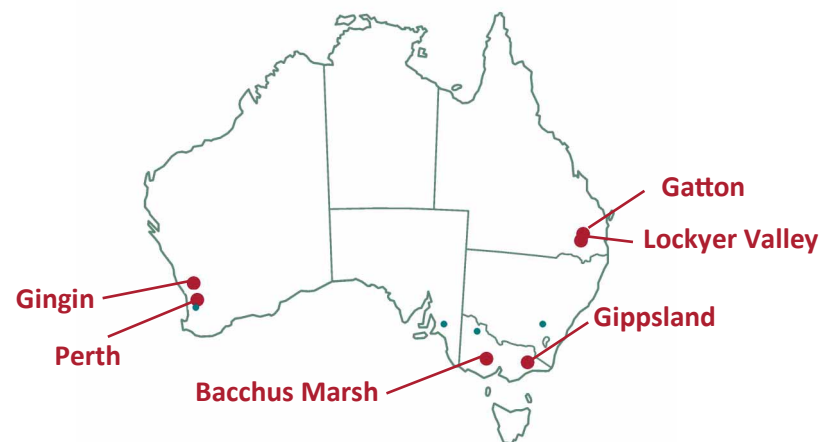 Gatton
Lockyer Valley
Gingin
Gippsland
Perth
Bacchus Marsh